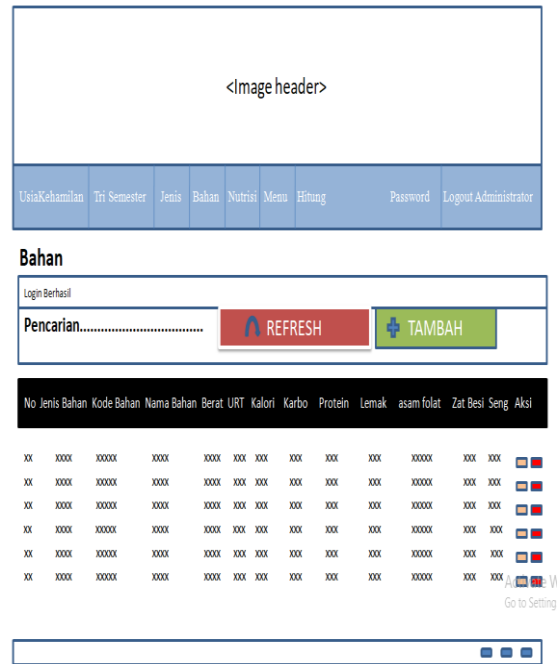 <Image header>
UsiaKehamilan Tri Semester Jenis Bahan Nutrisi Menu Hitung Password Logout Administrator
Bahan
Login Berhasil
Pencarian................................... REFRESH TAMBAH
No Jenis Bahan Kode Bahan Nama Bahan Berat URT Kalori Karbo Protein Lemak asam folat Zat Besi Seng Aksi
xx xxxx xxxxx xxxx xxxx xxx xxx xxx xxx xxx xxxxx xxx xxx
xx xxxx xxxxx xxxx xxxx xxx xxx xxx xxx xxx xxxxx xxx xxx
xx xxxx xxxxx xxxx xxxx xxx xxx xxx xxx xxx xxxxx xxx xxx
xx xxxx xxxxx xxxx xxxx xxx xxx xxx xxx xxx xxxxx xxx xxx
xx xxxx xxxxx xxxx xxxx xxx xxx xxx xxx xxx xxxxx xxx xxx
xx xxxx xxxxx xxxx xxxx xxx xxx xxx xxx xxx xxxxx xxx xxx
Go to Setting